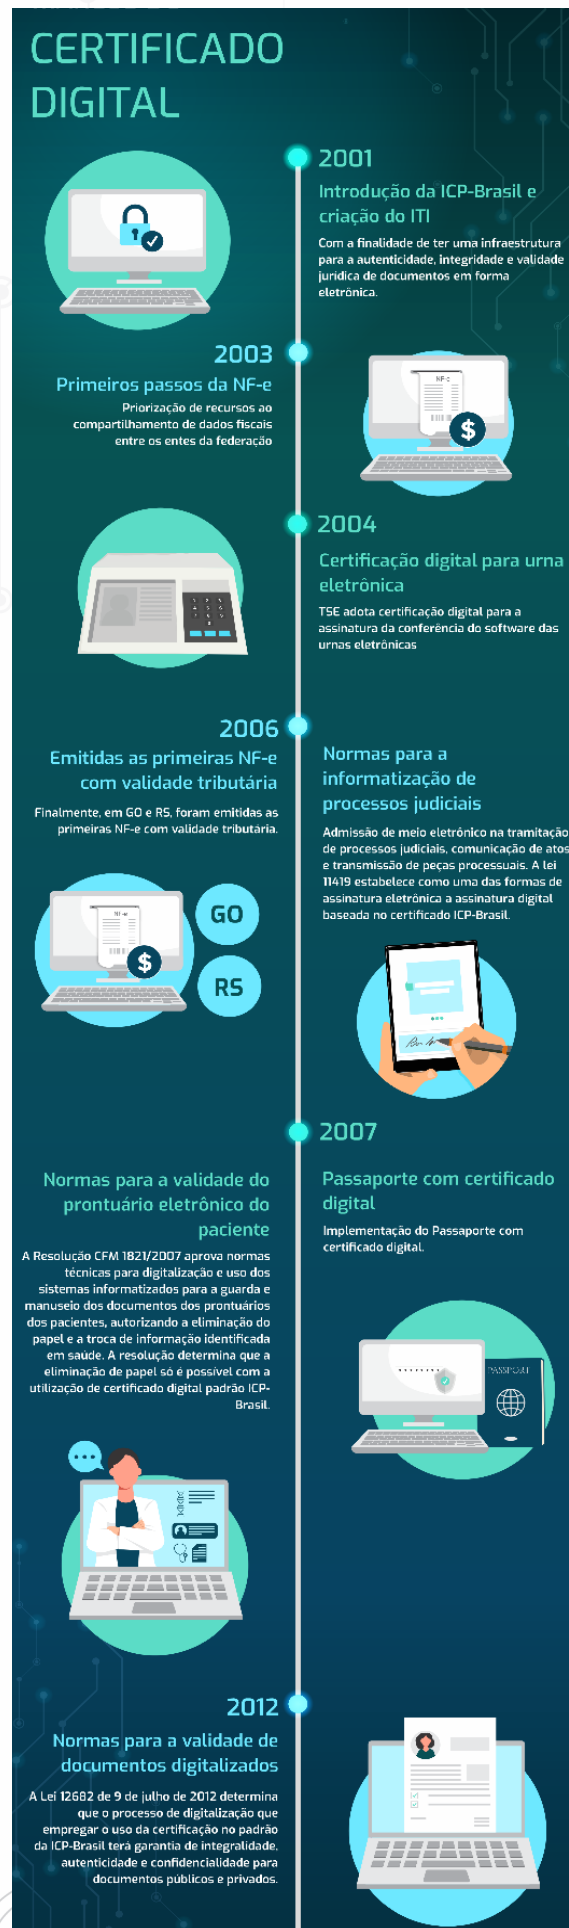 CERTIFICADO
DIGITAL
2001
Introdução da ICP-Brasil e
criação do ITI
Com a finalidade de ter uma infraestrutura
para a autenticidade, integridade e validade
jurídica de documentos em forma
eletrônica.
2003
Primeiros passos da NF-e
Priorização de recursos ao
compartilhamento de dados fiscais
entre os entes da federação
NF-e
$
2004
Certificação digital para urna
eletrônica
TSE adota certificação digital para a
assinatura da conferência do software das
urnas eletrônicas
2006
Emitidas as primeiras NF-e
com validade tributária
Finalmente, em GO e RS, foram emitidas as
primeiras NF-e com validade tributária.
NF-e
$
GO
RS
Normas para a
informatização de
processos judiciais
Admissão de meio eletrônico na tramitação
de processos judiciais, comunicação de atos
e transmissão de peças processuais. A lei
11419 estabelece como uma das formas de
assinatura eletrônica a assinatura digital
baseada no certificado ICP-Brasil.
2007
Normas para a validade do
prontuário eletrônico do
paciente
A Resolução CFM 1821/2007 aprova normas
técnicas para digitalização e uso dos
sistemas informatizados para a guarda e
manuseio dos documentos dos prontuários
dos pacientes, autorizando a eliminação do
papel e a troca de informação identificada
em saúde. A resolução determina que a
eliminação de papel só é possível com a
utilização de certificado digital padrão ICP-
Brasil.
Passaporte com certificado
digital
Implementação do Passaporte com
certificado digital.
PASSPORT
2012
Normas para a validade de
documentos digitalizados
A Lei 12682 de 9 de julho de 2012 determina
que o processo de digitalização que
empregar o uso da certificação no padrão
da ICP-Brasil terá garantia de integralidade,
autenticidade e confidencialidade para
documentos públicos e privados.